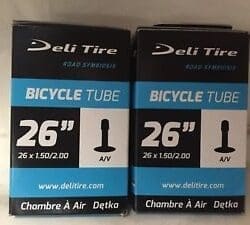 Deli Tire
ROAD SYMBIOSIS
BICYCLE TUBE
26"
26 x 1.50/2.00
A/V
www.delitire.com
Chambre À Air Dętka
Deli Tire
ROAD SYMBIOSIS
BICYCLE TUBE
26"
26 x 1.50/2.00
A/V
www.delitire.com
Chambre À Air Dętka